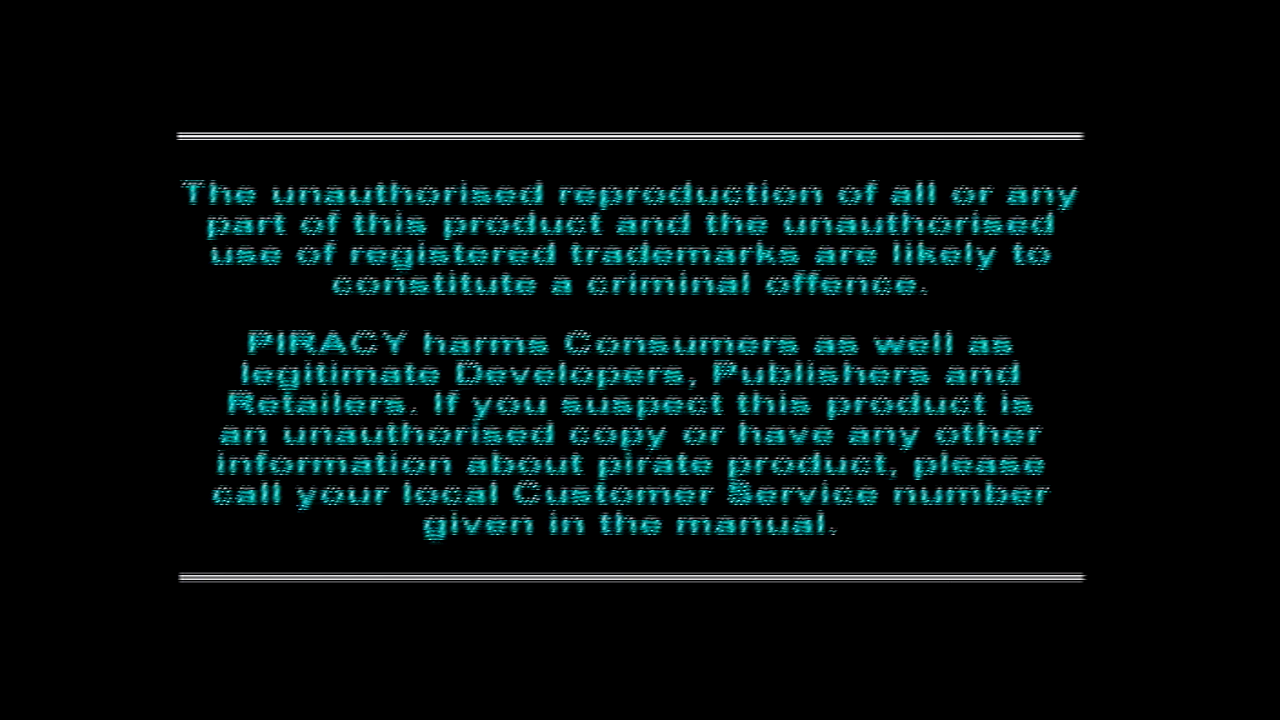 The unauthorised reproduction of all or any
part of this product and the unauthorised
use of registered trademarks are likely to
constitute a criminal offence.
PIRACY harms Consumers as well as
legitimate Developers, Publishers and
Retailers. If you suspect this product is
an unauthorised copy or have any other
information about pirate product, please
call your local Customer Service number
given in the manual.